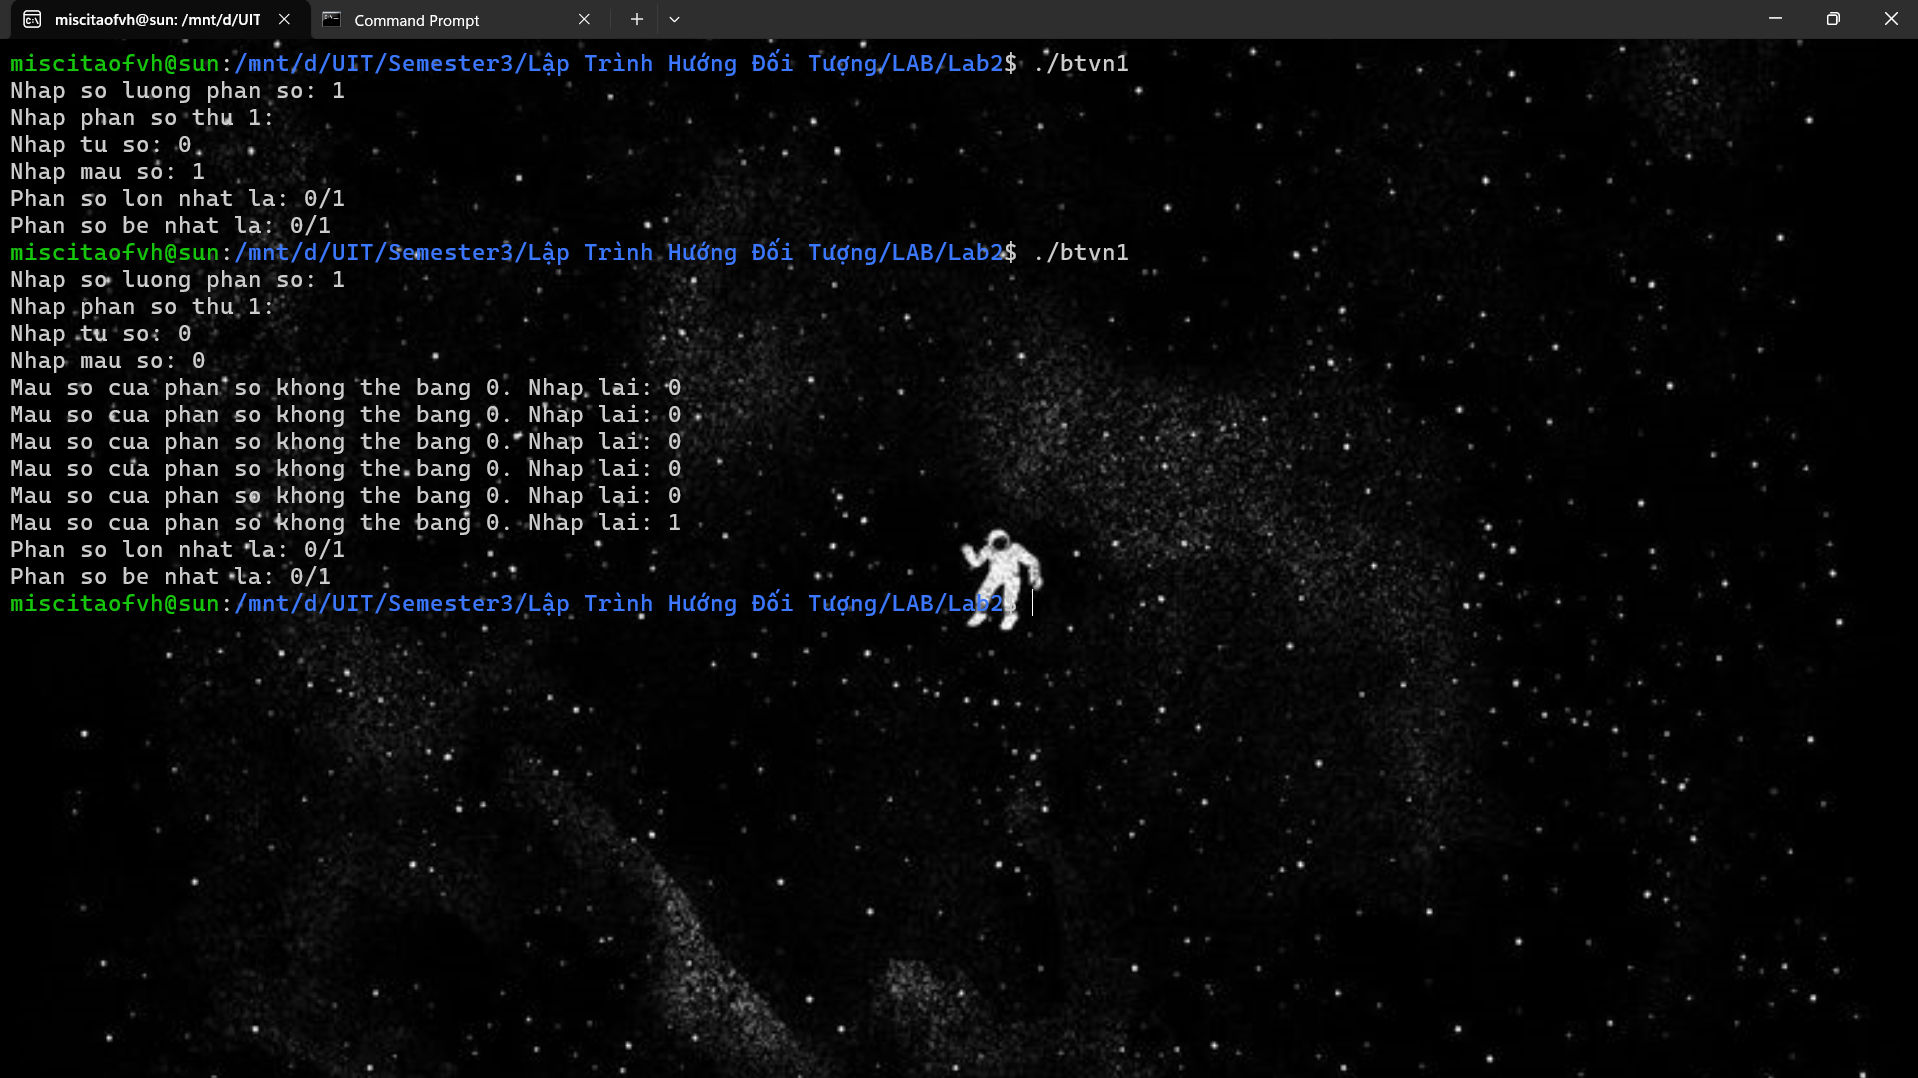 miscitaofvh@sun: /mnt/d/UIT
Command Prompt
miscitaofvh@sun:/mnt/d/UIT/Semester3/Lập Trình Hướng Đối Tượng/LAB/Lab2$ ./btvn1
Nhap so luong phan so: 1
Nhap phan so thu 1:
Nhap tu so: 0
Nhap mau so: 1
Phan so lon nhat la: 0/1
Phan so be nhat la: 0/1
miscitaofvh@sun:/mnt/d/UIT/Semester3/Lập Trình Hướng Đối Tượng/LAB/Lab2$ ./btvn1
Nhap so luong phan so: 1
Nhap phan so thu 1:
Nhap tu so: 0
Nhap mau so: 0
Mau so cua phan so khong the bang 0. Nhap lai: 0
Mau so cua phan so khong the bang 0. Nhap lai: 0
Mau so cua phan so khong the bang 0. Nhap lai: 0
Mau so cua phan so khong the bang 0. Nhap lai: 0
Mau so cua phan so khong the bang 0. Nhap lai: 0
Mau so cua phan so khong the bang 0. Nhap lai: 1
Phan so lon nhat la: 0/1
Phan so be nhat la: 0/1
miscitaofvh@sun:/mnt/d/UIT/Semester3/Lập Trình Hướng Đối Tượng/LAB/Lab2$